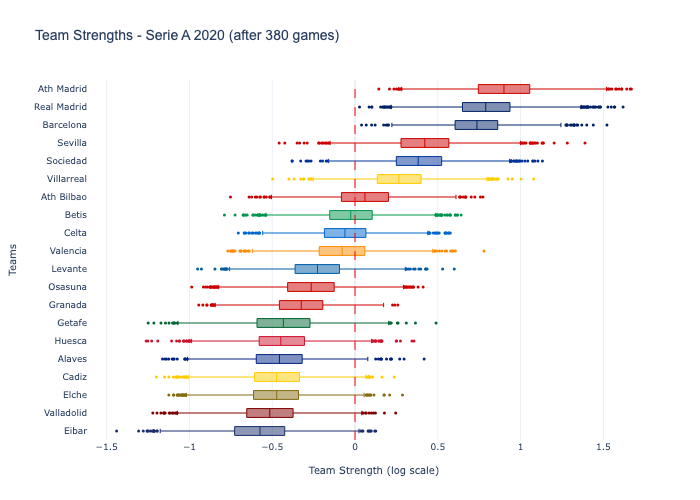 Team Strengths - Serie A 2020 (after 380 games)
Ath Madrid
Real Madrid
Barcelona
Sevilla
Sociedad
Villarreal
Ath Bilbao
Betis
Celta
Valencia
Levante
Osasuna
Granada
Getafe
Huesca
Alaves
Cadiz
Elche
Valladolid
Eibar
Teams
−1.5 −1 −0.5 0 0.5 1 1.5
Team Strength (log scale)